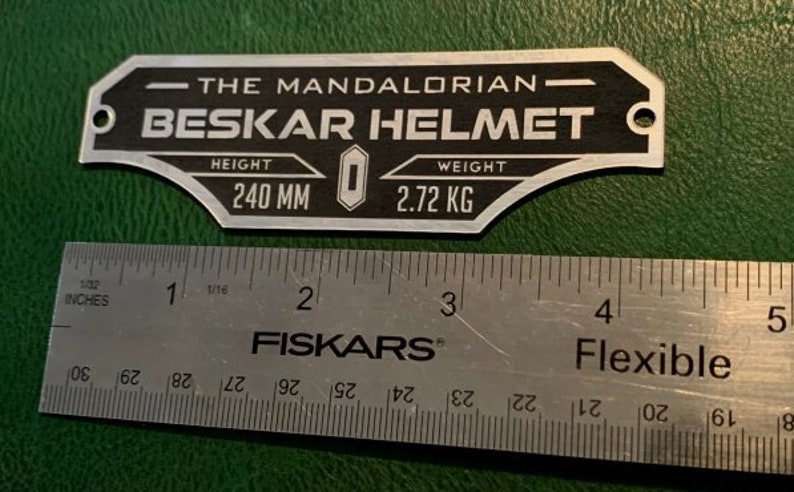 THE MANDALORIAN
BESKAR HELMET
HEIGHT WEIGHT
240 MM 2.72 KG
1/32
INCHES
1 1/16 2 3 4 5
FISKARS®
Flexible
30 29 28 27 26 25 24 23 22 21 20 19 18